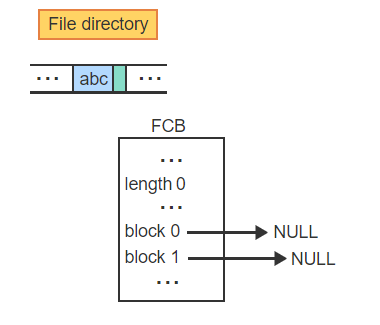 File directory
... abc ...
FCB
...
length 0
...
block 0 NULL
block 1 NULL
...